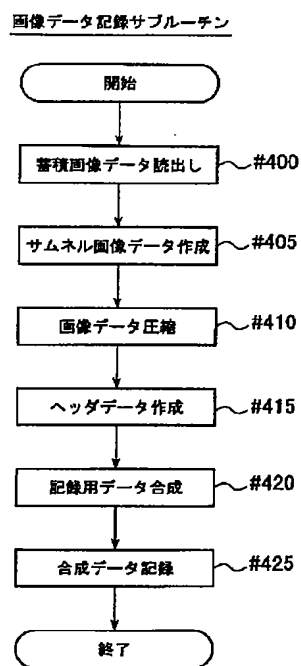 画像データ記録サブルーチン
開始
蓄積画像データ読出し #400
サムネル画像データ作成 #405
画像データ圧縮 #410
ヘッダデータ作成 #415
記録用データ合成 #420
合成データ記録 #425
終了